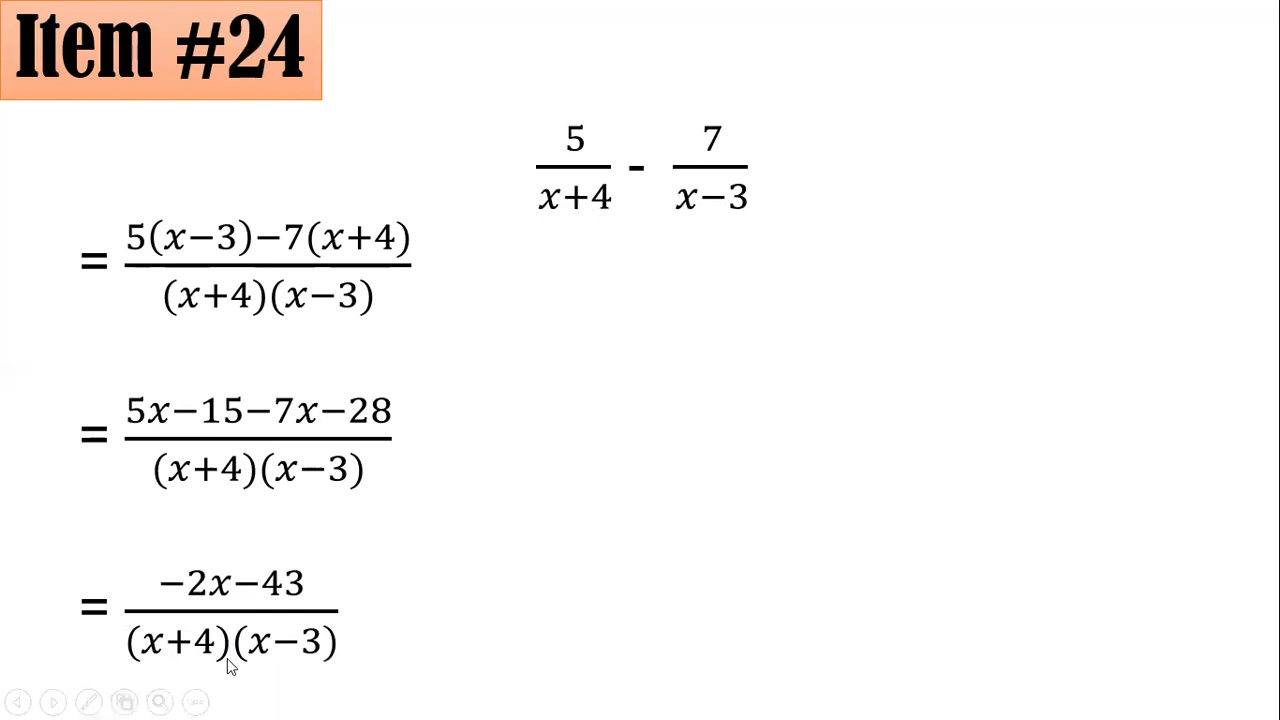 Item #24
5/(x+4) - 7/(x−3)
= (5(x−3)−7(x+4))/((x+4)(x−3))
= (5x−15−7x−28)/((x+4)(x−3))
= (−2x−43)/((x+4)(x−3))